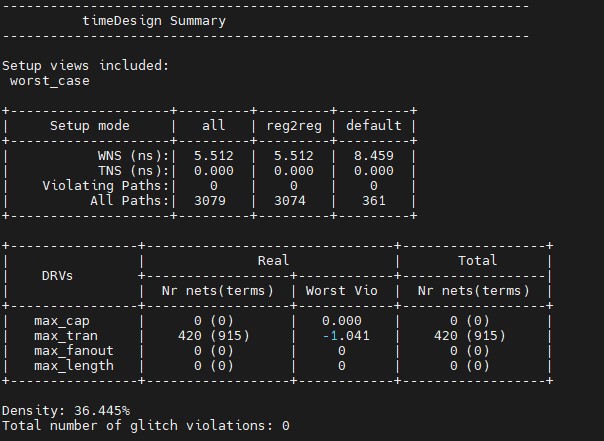 ------------------------------------------------------------
          timeDesign Summary
------------------------------------------------------------

Setup views included:
 worst_case

+--------------------+---------+---------+---------+
|     Setup mode     |   all   | reg2reg | default |
+--------------------+---------+---------+---------+
|           WNS (ns):|  5.512  |  5.512  |  8.459  |
|           TNS (ns):|  0.000  |  0.000  |  0.000  |
|    Violating Paths:|    0    |    0    |    0    |
|          All Paths:|  3079   |  3074   |   361   |
+--------------------+---------+---------+---------+

+----------------+-------------------------------+------------------+
|                |              Real             |       Total      |
|    DRVs        +------------------+------------+------------------|
|                |  Nr nets(terms)  | Worst Vio  |  Nr nets(terms)  |
+----------------+------------------+------------+------------------+
|   max_cap      |      0 (0)       |   0.000    |      0 (0)       |
|   max_tran     |    420 (915)     |   -1.041   |    420 (915)     |
|   max_fanout   |      0 (0)       |     0      |      0 (0)       |
|   max_length   |      0 (0)       |     0      |      0 (0)       |
+----------------+------------------+------------+------------------+

Density: 36.445%
Total number of glitch violations: 0